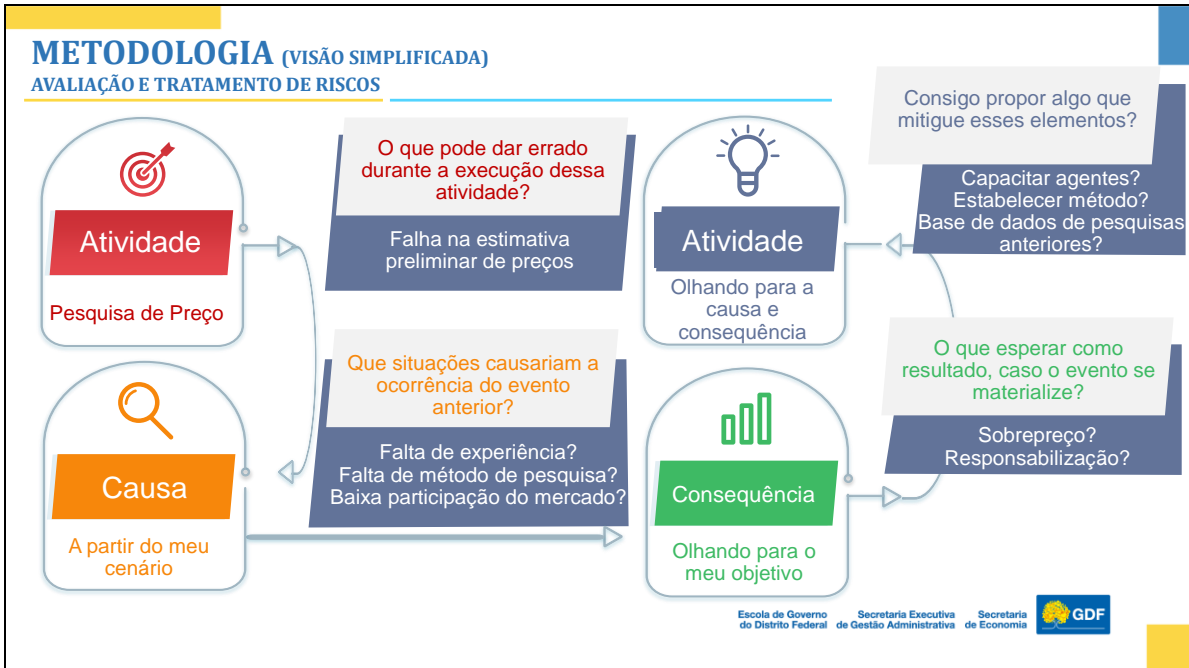 METODOLOGIA (VISÃO SIMPLIFICADA)
AVALIAÇÃO E TRATAMENTO DE RISCOS
Atividade
Pesquisa de Preço
O que pode dar errado
durante a execução dessa
atividade?
Falha na estimativa
preliminar de preços
Causa
A partir do meu
cenário
Que situações causariam a
ocorrência do evento
anterior?
Falta de experiência?
Falta de método de pesquisa?
Baixa participação do mercado?
Consequência
Olhando para o
meu objetivo
O que esperar como
resultado, caso o evento se
materialize?
Sobrepreço?
Responsabilização?
Atividade
Olhando para a
causa e
consequência
Consigo propor algo que
mitigue esses elementos?
Capacitar agentes?
Estabelecer método?
Base de dados de pesquisas
anteriores?
Escola de Governo
do Distrito Federal
Secretaria Executiva
de Gestão Administrativa
Secretaria
de Economia
GDF